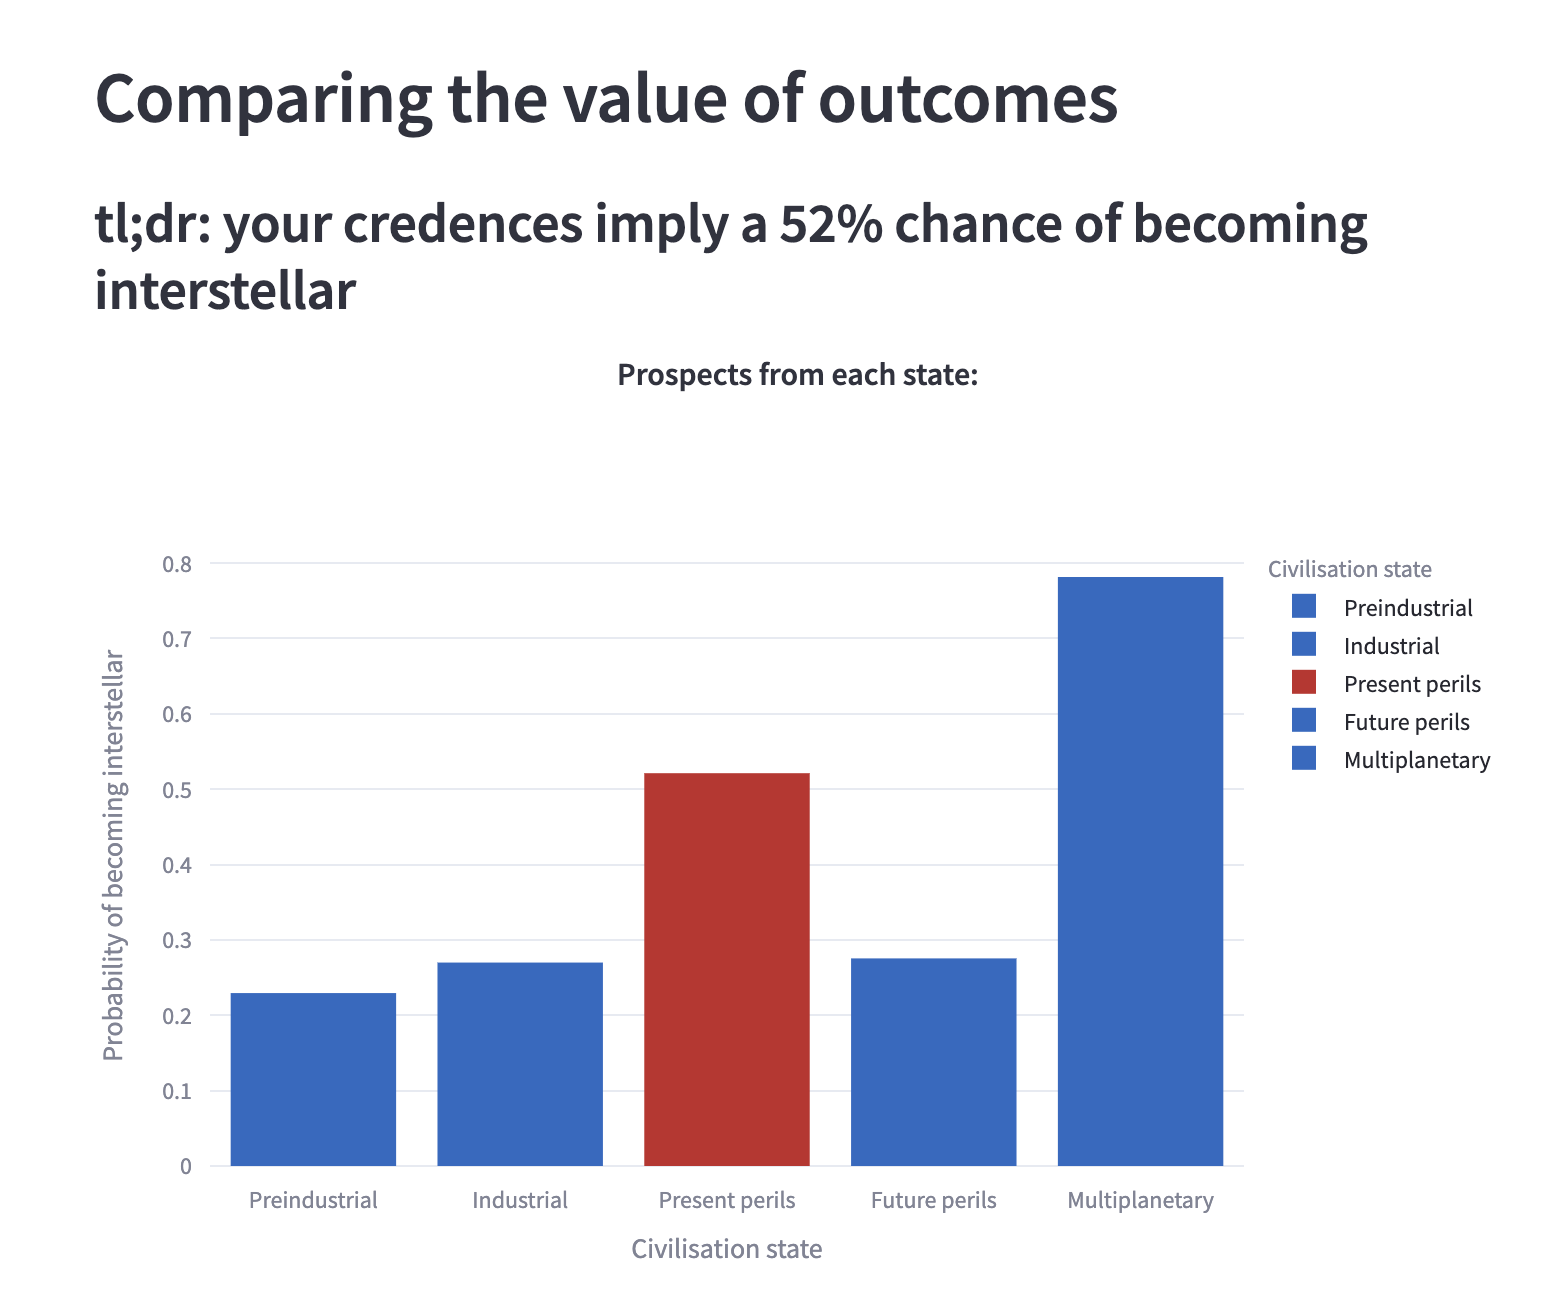 Comparing the value of outcomes
tl;dr: your credences imply a 52% chance of becoming
interstellar
Prospects from each state:
Probability of becoming interstellar
0.8
0.7
0.6
0.5
0.4
0.3
0.2
0.1
0
Preindustrial
Industrial
Present perils
Future perils
Multiplanetary
Civilisation state
Civilisation state
Preindustrial
Industrial
Present perils
Future perils
Multiplanetary